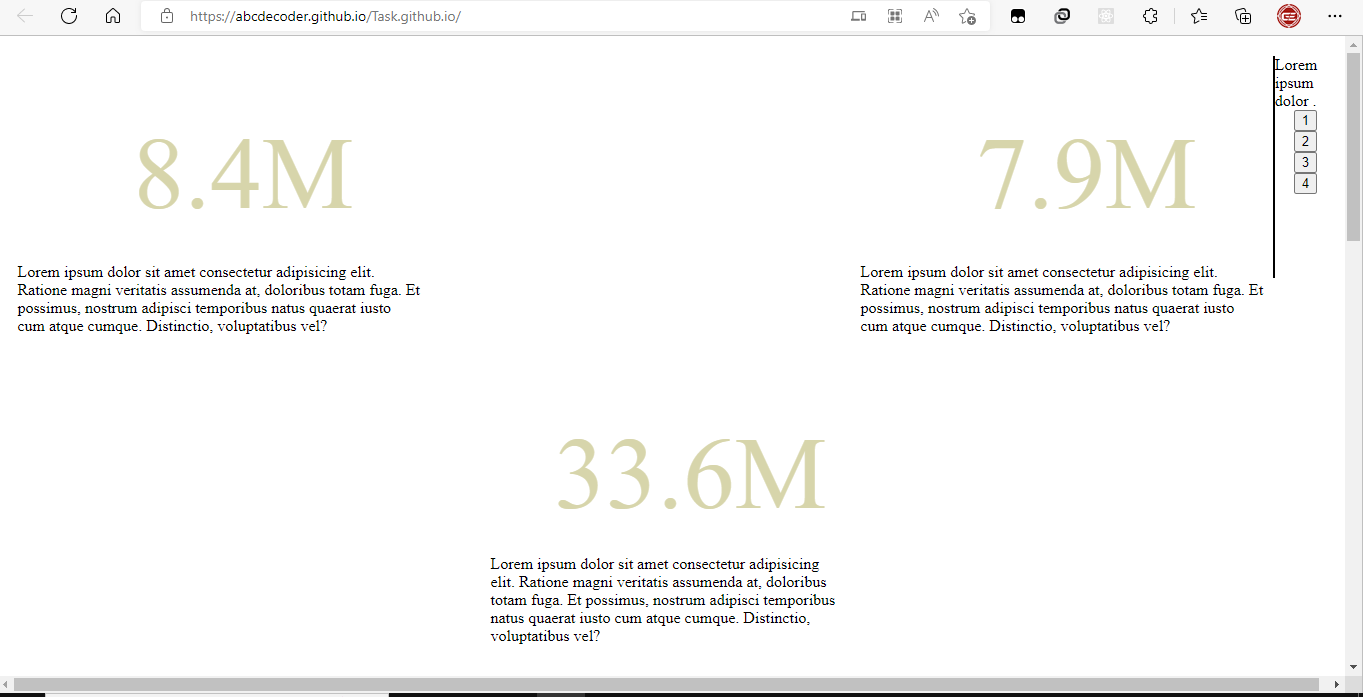 https://abcdecoder.github.io/Task.github.io/
8.4M
Lorem ipsum dolor sit amet consectetur adipisicing elit.
Ratione magni veritatis assumenda at, doloribus totam fuga. Et
possimus, nostrum adipisci temporibus natus quaerat iusto
cum atque cumque. Distinctio, voluptatibus vel?
7.9M
Lorem ipsum dolor sit amet consectetur adipisicing elit.
Ratione magni veritatis assumenda at, doloribus totam fuga. Et
possimus, nostrum adipisci temporibus natus quaerat iusto
cum atque cumque. Distinctio, voluptatibus vel?
Lorem
ipsum
dolor .
1
2
3
4
33.6M
Lorem ipsum dolor sit amet consectetur adipisicing
elit. Ratione magni veritatis assumenda at, doloribus
totam fuga. Et possimus, nostrum adipisci temporibus
natus quaerat iusto cum atque cumque. Distinctio,
voluptatibus vel?